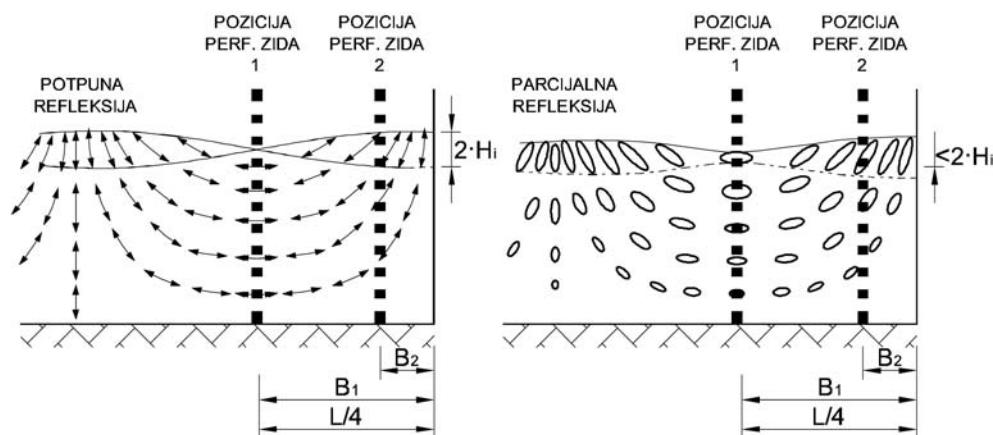 POZICIJA
PERF. ZIDA
1
POZICIJA
PERF. ZIDA
2
POTPUNA
REFLEKSIJA
2·Hi
B2
B1
L/4
POZICIJA
PERF. ZIDA
1
POZICIJA
PERF. ZIDA
2
PARCIJALNA
REFLEKSIJA
<2·Hi
B2
B1
L/4